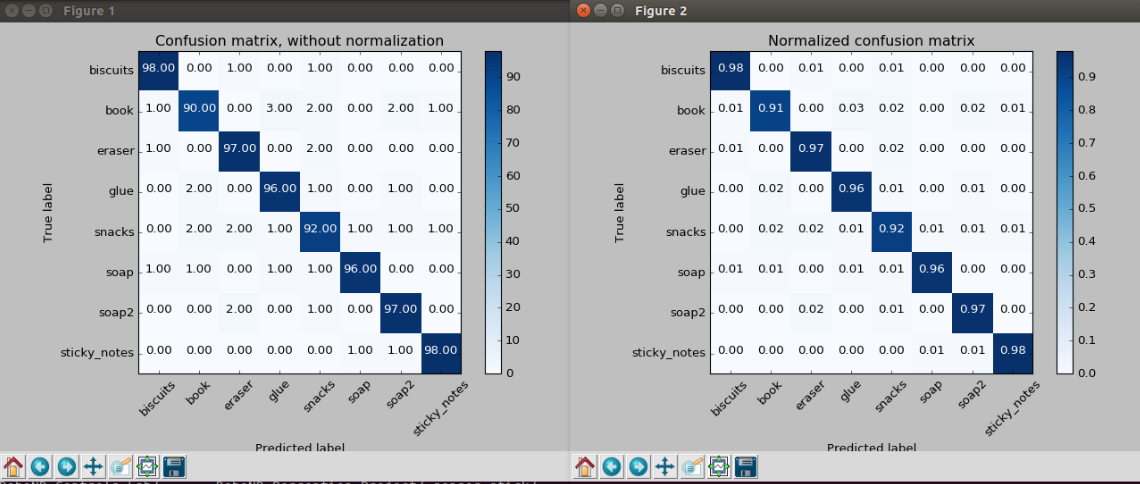 Figure 1
Confusion matrix, without normalization
biscuits 98.00 0.00 1.00 0.00 1.00 0.00 0.00 0.00
book 1.00 90.00 0.00 3.00 2.00 0.00 2.00 1.00
eraser 1.00 0.00 97.00 0.00 2.00 0.00 0.00 0.00
glue 0.00 2.00 0.00 96.00 1.00 0.00 1.00 0.00
snacks 0.00 2.00 2.00 1.00 92.00 1.00 1.00 1.00
soap 1.00 1.00 0.00 1.00 1.00 96.00 0.00 0.00
soap2 0.00 0.00 2.00 0.00 1.00 0.00 97.00 0.00
sticky_notes 0.00 0.00 0.00 0.00 0.00 1.00 1.00 98.00
True label
biscuits book eraser glue snacks soap soap2 sticky_notes
Predicted label
90
80
70
60
50
40
30
20
10
0
Figure 2
Normalized confusion matrix
biscuits 0.98 0.00 0.01 0.00 0.01 0.00 0.00 0.00
book 0.01 0.91 0.00 0.03 0.02 0.00 0.02 0.01
eraser 0.01 0.00 0.97 0.00 0.02 0.00 0.00 0.00
glue 0.00 0.02 0.00 0.96 0.01 0.00 0.01 0.00
snacks 0.00 0.02 0.02 0.01 0.92 0.01 0.01 0.01
soap 0.01 0.01 0.00 0.01 0.01 0.96 0.00 0.00
soap2 0.00 0.00 0.02 0.00 0.01 0.00 0.97 0.00
sticky_notes 0.00 0.00 0.00 0.00 0.00 0.01 0.01 0.98
True label
biscuits book eraser glue snacks soap soap2 sticky_notes
Predicted label
0.9
0.8
0.7
0.6
0.5
0.4
0.3
0.2
0.1
0.0